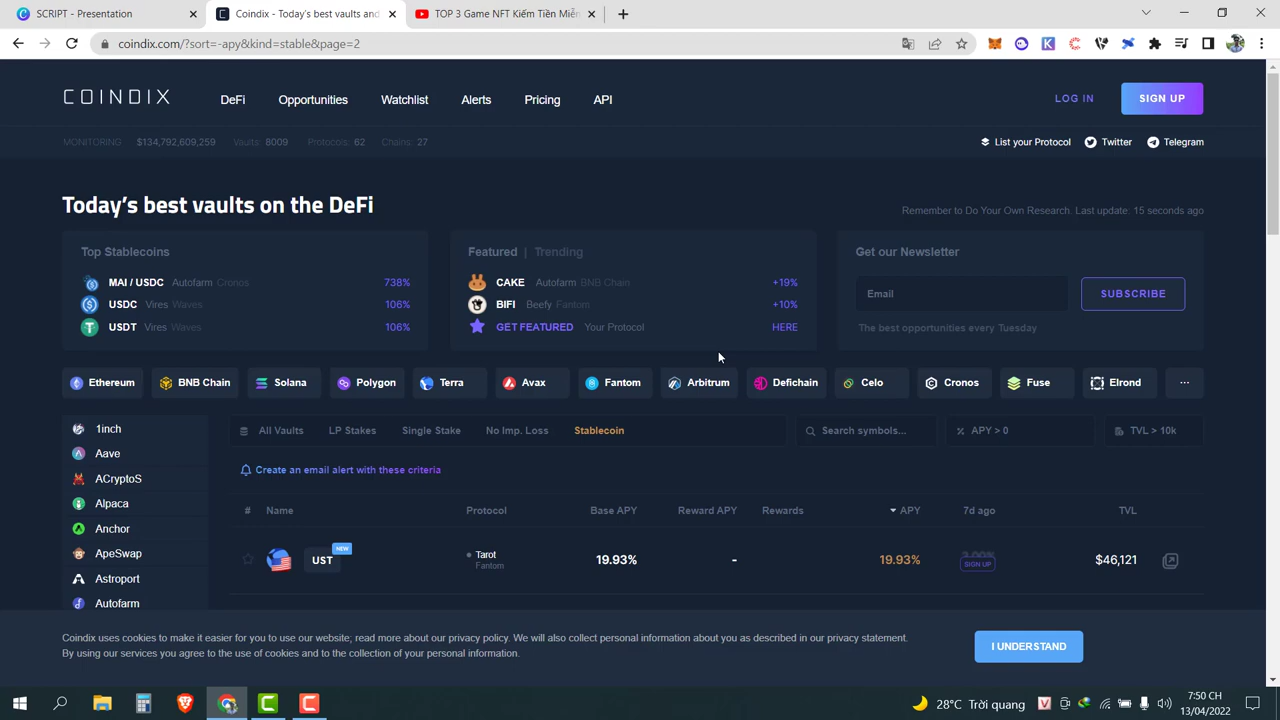 SCRIPT - Presentation
Coindix - Today's best vaults and
TOP 3 Game NFT Kiếm Tiền Miễn
coindix.com/?sort=-apy&kind=stable&page=2
COINDIX
DeFi
Opportunities
Watchlist
Alerts
Pricing
API
LOG IN
SIGN UP
MONITORING $134,792,609,259 Vaults: 8009 Protocols: 62 Chains: 27
List your Protocol
Twitter
Telegram
Today's best vaults on the DeFi
Remember to Do Your Own Research. Last update: 15 seconds ago
Top Stablecoins
MAI / USDC Autofarm Cronos 738%
USDC Vires Waves 106%
USDT Vires Waves 106%
Featured | Trending
CAKE Autofarm BNB Chain +19%
BIFI Beefy Fantom +10%
GET FEATURED Your Protocol HERE
Get our Newsletter
Email
SUBSCRIBE
The best opportunities every Tuesday
Ethereum
BNB Chain
Solana
Polygon
Terra
Avax
Fantom
Arbitrum
Defichain
Celo
Cronos
Fuse
Elrond
...
1inch
Aave
ACryptoS
Alpaca
Anchor
ApeSwap
Astroport
Autofarm
All Vaults
LP Stakes
Single Stake
No Imp. Loss
Stablecoin
Search symbols...
% APY > 0
TVL > 10k
Create an email alert with these criteria
# Name Protocol Base APY Reward APY Rewards APY 7d ago TVL
NEW
UST Tarot 19.93% - 19.93% $46,121
Fantom
SIGN UP
Coindix uses cookies to make it easier for you to use our website; read more about our privacy policy. We will also collect personal information about you as described in our privacy statement.
By using our services you agree to the use of cookies and to the collection of your personal information.
I UNDERSTAND
28°C Trời quang
7:50 CH
13/04/2022